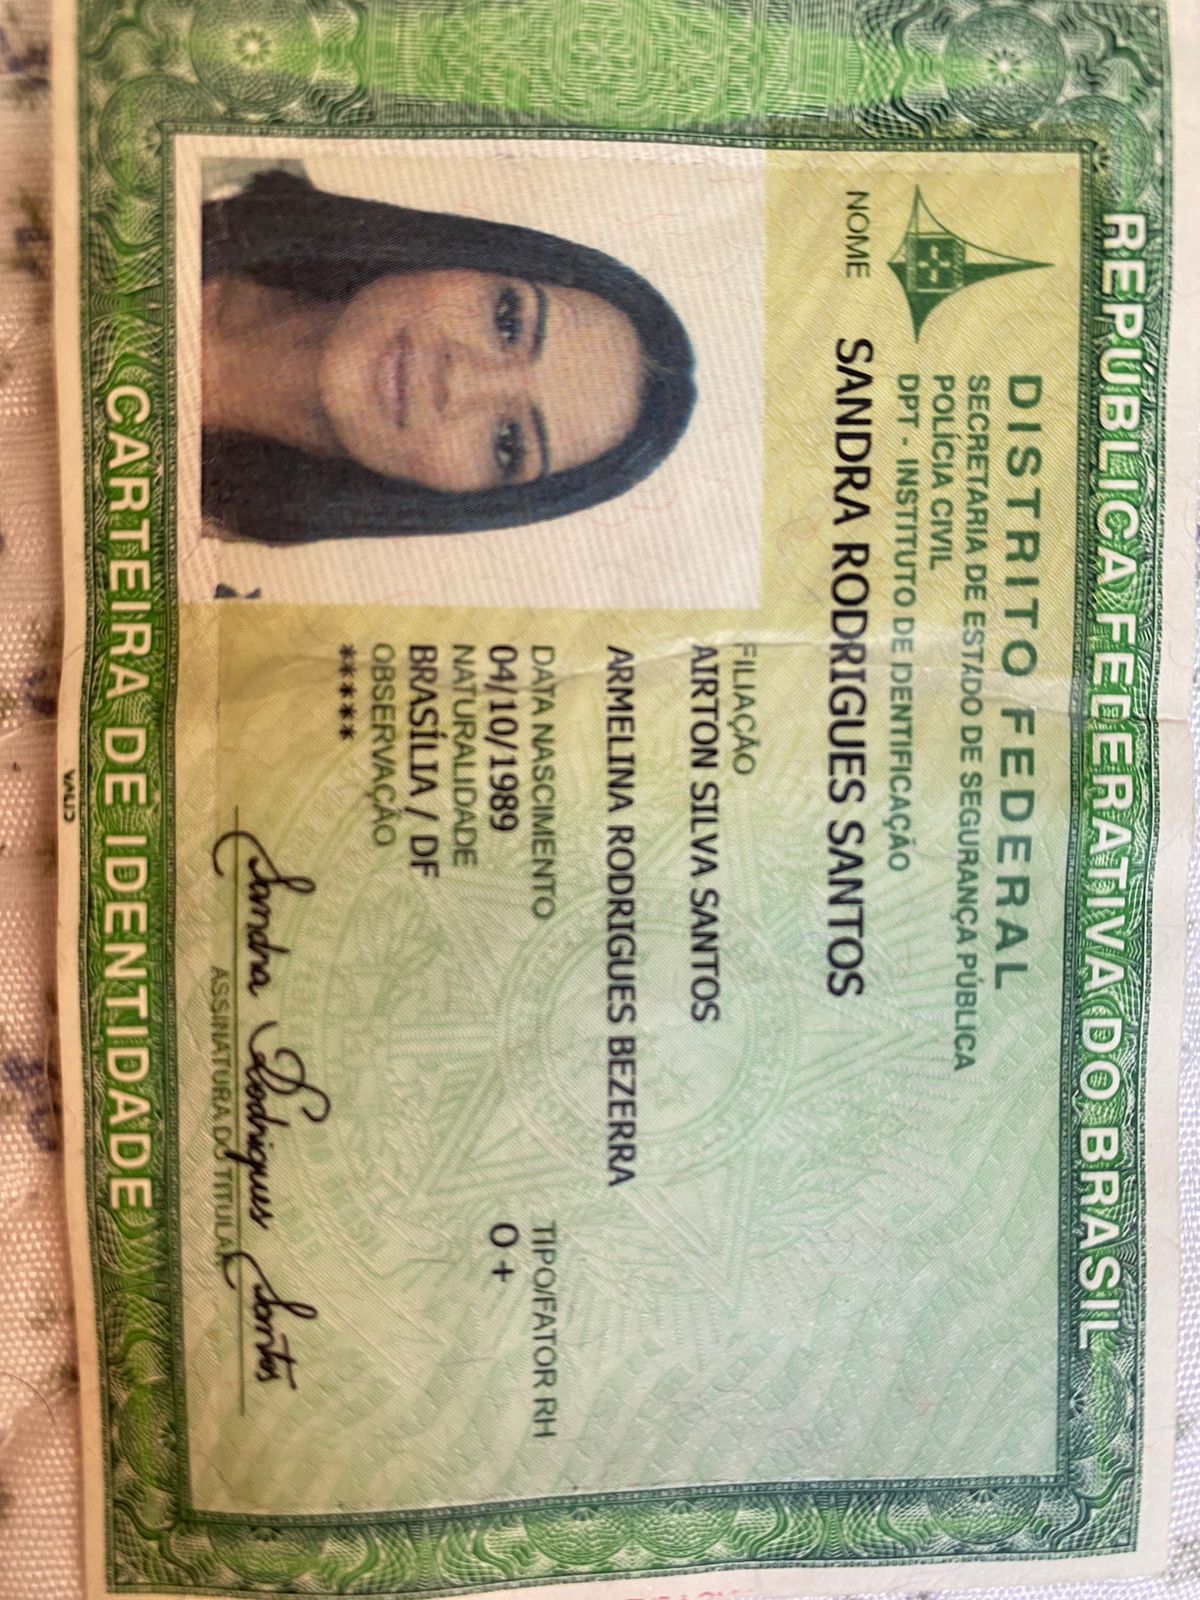 REPÚBLICA FEDERATIVA DO BRASIL
DISTRITO FEDERAL
SECRETARIA DE ESTADO DE SEGURANÇA PÚBLICA
POLÍCIA CIVIL
DPT - INSTITUTO DE IDENTIFICAÇÃO
NOME SANDRA RODRIGUES SANTOS
FILIAÇÃO
AIRTON SILVA SANTOS
ARMELINA RODRIGUES BEZERRA
DATA NASCIMENTO TIPO/FATOR RH
04/10/1989 O +
NATURALIDADE
BRASÍLIA / DF
OBSERVAÇÃO
*****
Sandra Rodrigues Santos
ASSINATURA DO TITULAR
CARTEIRA DE IDENTIDADE
VALID